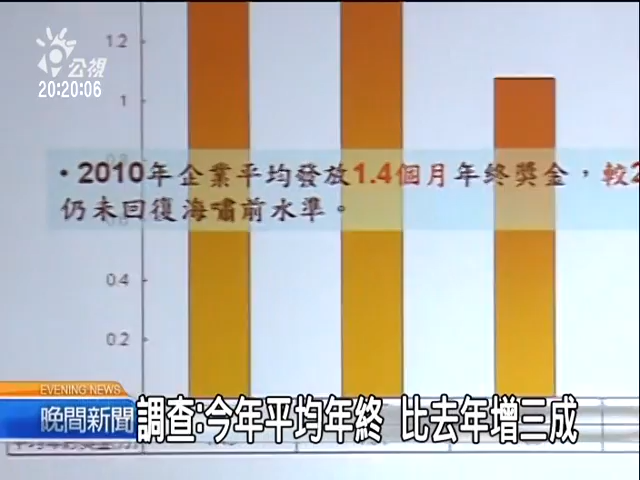 公視
20:20:06
1.2
1
•2010年企業平均發放1.4個月年終獎金，較2
仍未回復海嘯前水準。
0.4
0.2
EVENING NEWS
晚間新聞
調查:今年平均年終 比去年增三成